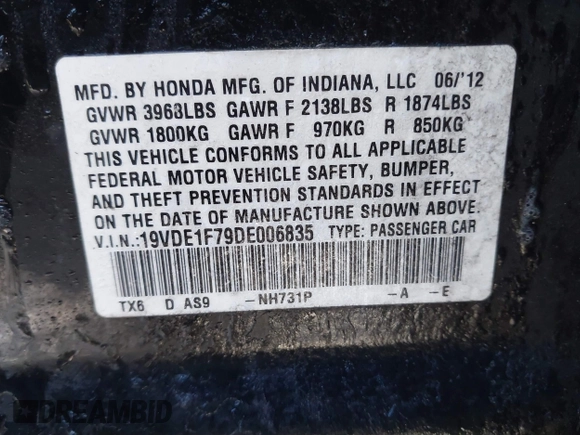 MFD. BY HONDA MFG. OF INDIANA, LLC 06/'12
GVWR 3968LBS GAWR F 2138LBS R 1874LBS
GVWR 1800KG GAWR F 970KG R 850KG
THIS VEHICLE CONFORMS TO ALL APPLICABLE
FEDERAL MOTOR VEHICLE SAFETY, BUMPER,
AND THEFT PREVENTION STANDARDS IN EFFECT
ON THE DATE OF MANUFACTURE SHOWN ABOVE.
V.I.N.:19VDE1F79DE006835 TYPE: PASSENGER CAR
TX6 D AS9 -NH731P -A -E
DREAMBID